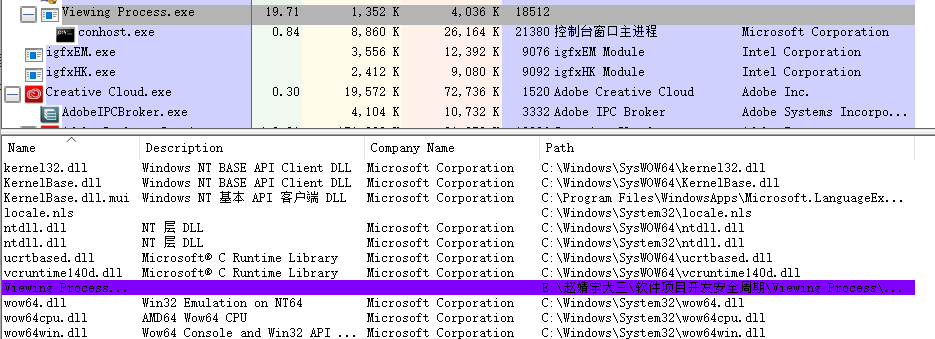 Viewing Process.exe 19.71 1,352 K 4,036 K 18512
conhost.exe 0.84 8,860 K 26,164 K 21380 控制台窗口主进程 Microsoft Corporation
igfxEM.exe 3,556 K 12,392 K 9076 igfxEM Module Intel Corporation
igfxHK.exe 2,412 K 9,080 K 9092 igfxHK Module Intel Corporation
Creative Cloud.exe 0.30 19,572 K 72,736 K 1520 Adobe Creative Cloud Adobe Inc.
AdobeIPCBroker.exe 4,104 K 10,732 K 3332 Adobe IPC Broker Adobe Systems Incorpo...
Name Description Company Name Path
kernel32.dll Windows NT BASE API Client DLL Microsoft Corporation C:\Windows\SysWOW64\kernel32.dll
KernelBase.dll Windows NT BASE API Client DLL Microsoft Corporation C:\Windows\SysWOW64\KernelBase.dll
KernelBase.dll.mui Windows NT 基本 API 客户端 DLL Microsoft Corporation C:\Program Files\WindowsApps\Microsoft.LanguageEx...
locale.nls C:\Windows\System32\locale.nls
ntdll.dll NT 层 DLL Microsoft Corporation C:\Windows\SysWOW64\ntdll.dll
ntdll.dll NT 层 DLL Microsoft Corporation C:\Windows\System32\ntdll.dll
ucrtbased.dll Microsoft® C Runtime Library Microsoft Corporation C:\Windows\SysWOW64\ucrtbased.dll
vcruntime140d.dll Microsoft® C Runtime Library Microsoft Corporation C:\Windows\SysWOW64\vcruntime140d.dll
Viewing Process... E:\赵婧宇大三\软件项目开发安全周期\Viewing Process\...
wow64.dll Win32 Emulation on NT64 Microsoft Corporation C:\Windows\System32\wow64.dll
wow64cpu.dll AMD64 Wow64 CPU Microsoft Corporation C:\Windows\System32\wow64cpu.dll
wow64win.dll Wow64 Console and Win32 API ... Microsoft Corporation C:\Windows\System32\wow64win.dll